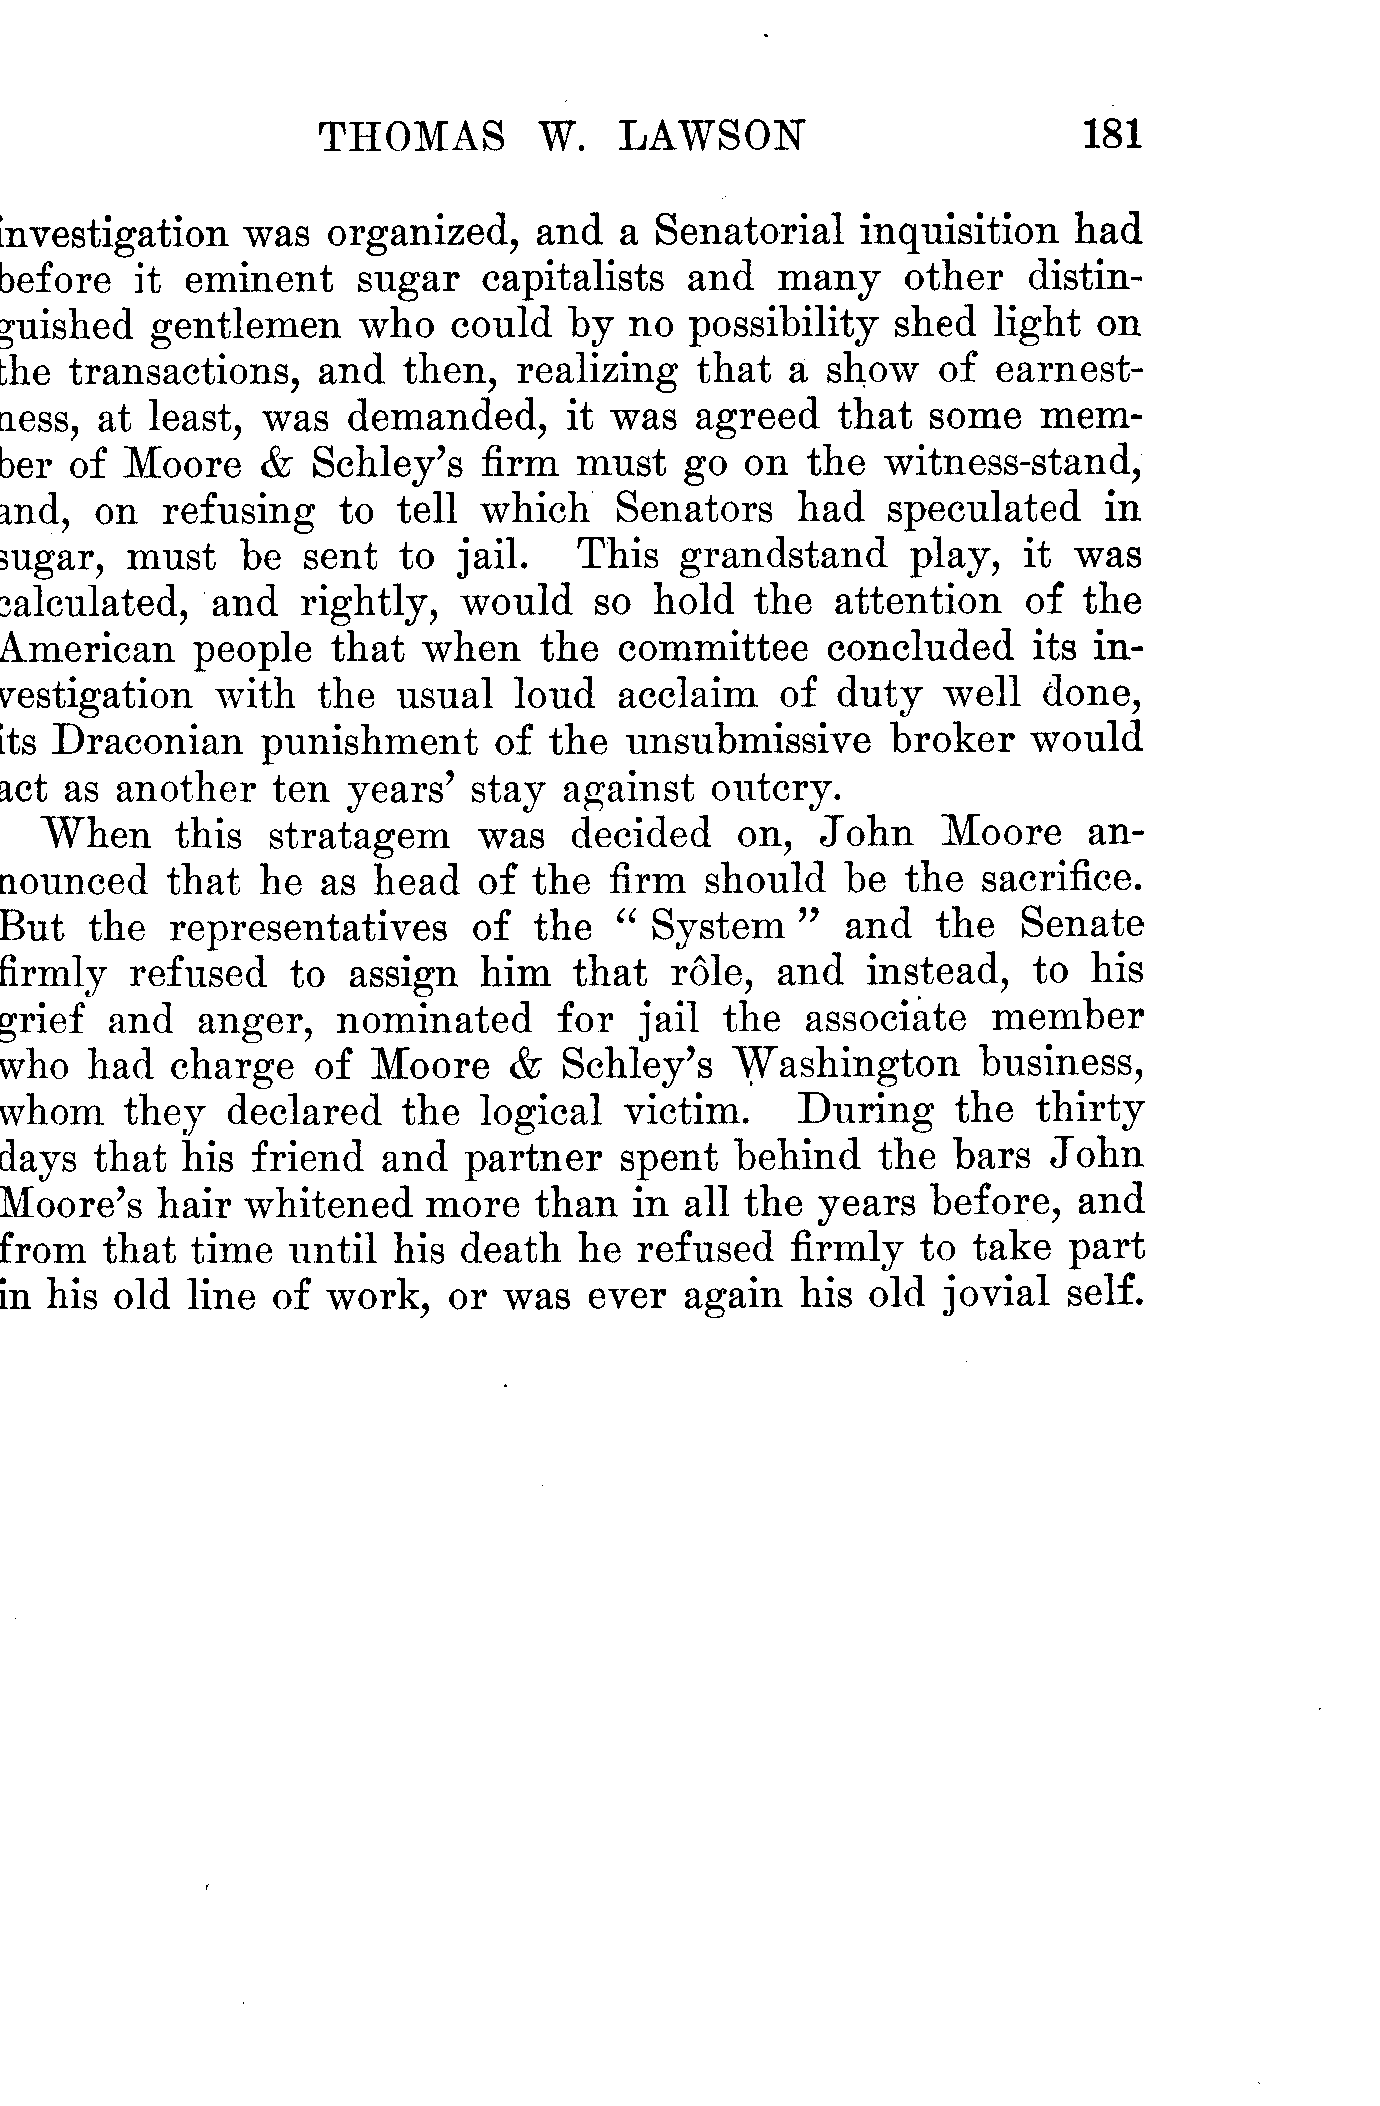 THOMAS W. LAWSON 181
investigation was organized, and a Senatorial inquisition had
before it eminent sugar capitalists and many other distin-
guished gentlemen who could by no possibility shed light on
the transactions, and then, realizing that a show of earnest-
ness, at least, was demanded, it was agreed that some mem-
ber of Moore & Schley’s firm must go on the witness-stand,
and, on refusing to tell which Senators had speculated in
sugar, must be sent to jail. This grandstand play, it was
calculated, and rightly, would so hold the attention of the
American people that when the committee concluded its in-
vestigation with the usual loud acclaim of duty well done,
its Draconian punishment of the unsubmissive broker would
act as another ten years’ stay against outcry.
When this stratagem was decided on, John Moore an-
nounced that he as head of the firm should be the sacrifice.
But the representatives of the “ System ” and the Senate
firmly refused to assign him that rôle, and instead, to his
grief and anger, nominated for jail the associate member
who had charge of Moore & Schley’s Washington business,
whom they declared the logical victim. During the thirty
days that his friend and partner spent behind the bars John
Moore’s hair whitened more than in all the years before, and
from that time until his death he refused firmly to take part
in his old line of work, or was ever again his old jovial self.